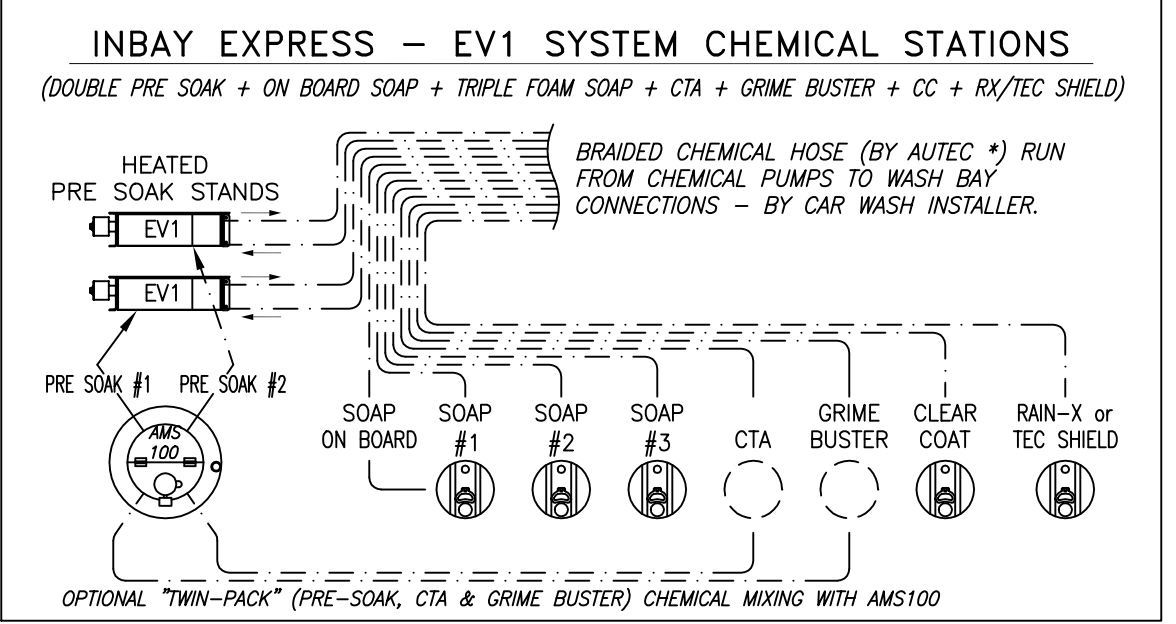 INBAY EXPRESS – EV1 SYSTEM CHEMICAL STATIONS
(DOUBLE PRE SOAK + ON BOARD SOAP + TRIPLE FOAM SOAP + CTA + GRIME BUSTER + CC + RX/TEC SHIELD)
BRAIDED CHEMICAL HOSE (BY AUTEC *) RUN
FROM CHEMICAL PUMPS TO WASH BAY
CONNECTIONS – BY CAR WASH INSTALLER.
HEATED
PRE SOAK STANDS
EV1
EV1
PRE SOAK #1
PRE SOAK #2
AMS
100
SOAP
ON BOARD
SOAP
#1
SOAP
#2
SOAP
#3
CTA
GRIME
BUSTER
CLEAR
COAT
RAIN-X or
TEC SHIELD
OPTIONAL "TWIN-PACK" (PRE-SOAK, CTA & GRIME BUSTER) CHEMICAL MIXING WITH AMS100